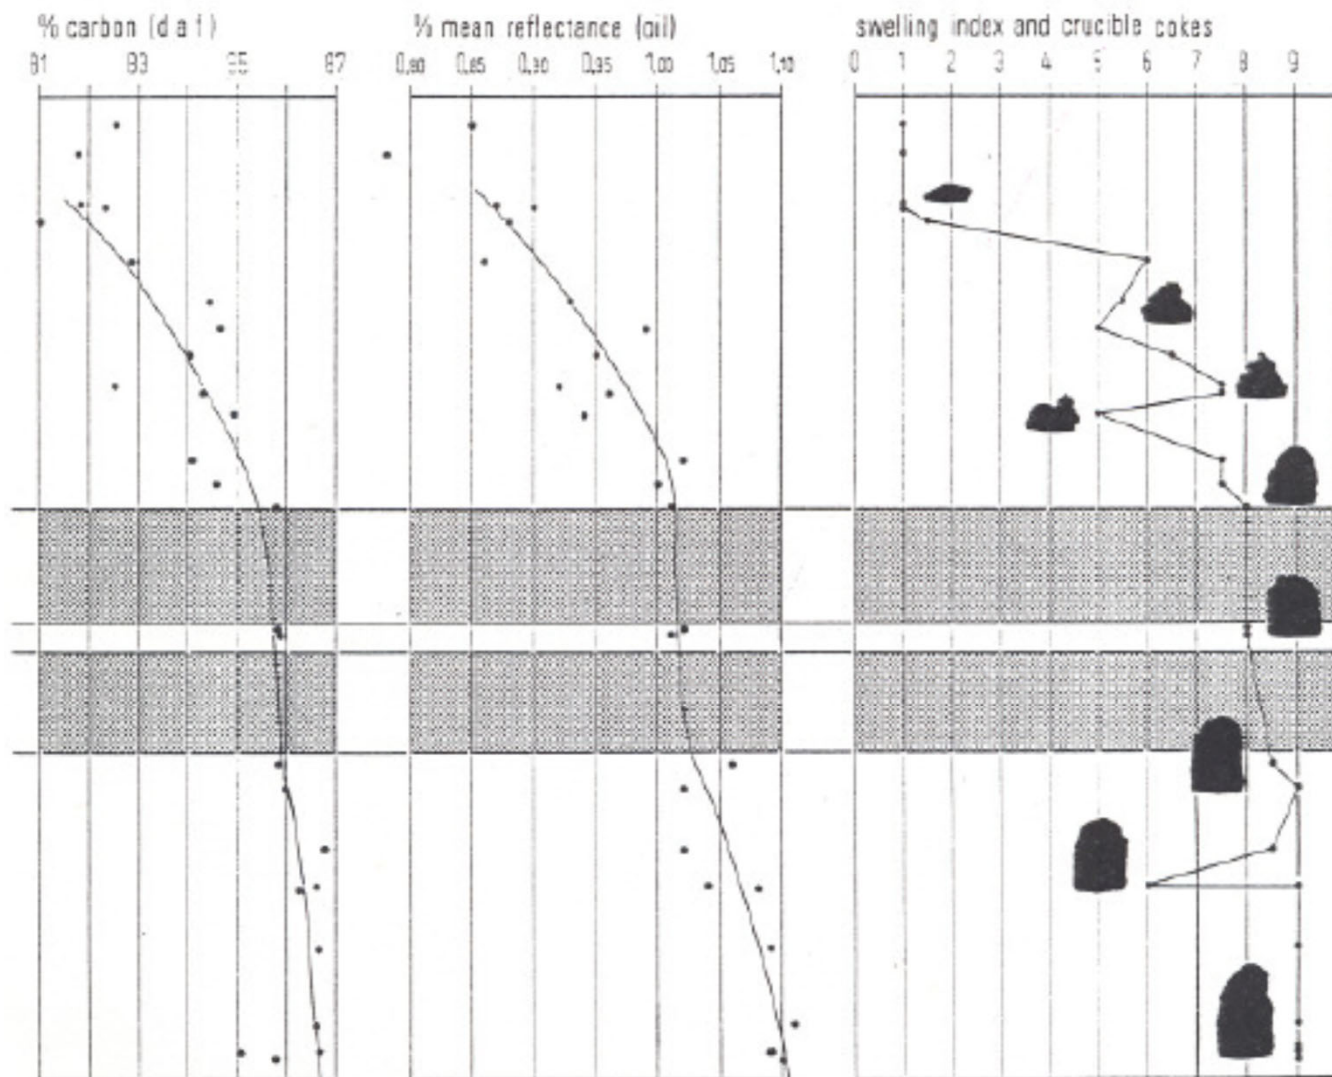 % carbon (d a f)
81 83 85 87
% mean reflectance (oil)
0,80 0,85 0,90 0,95 1,00 1,05 1,10
swelling index and crucible cokes
0 1 2 3 4 5 6 7 8 9